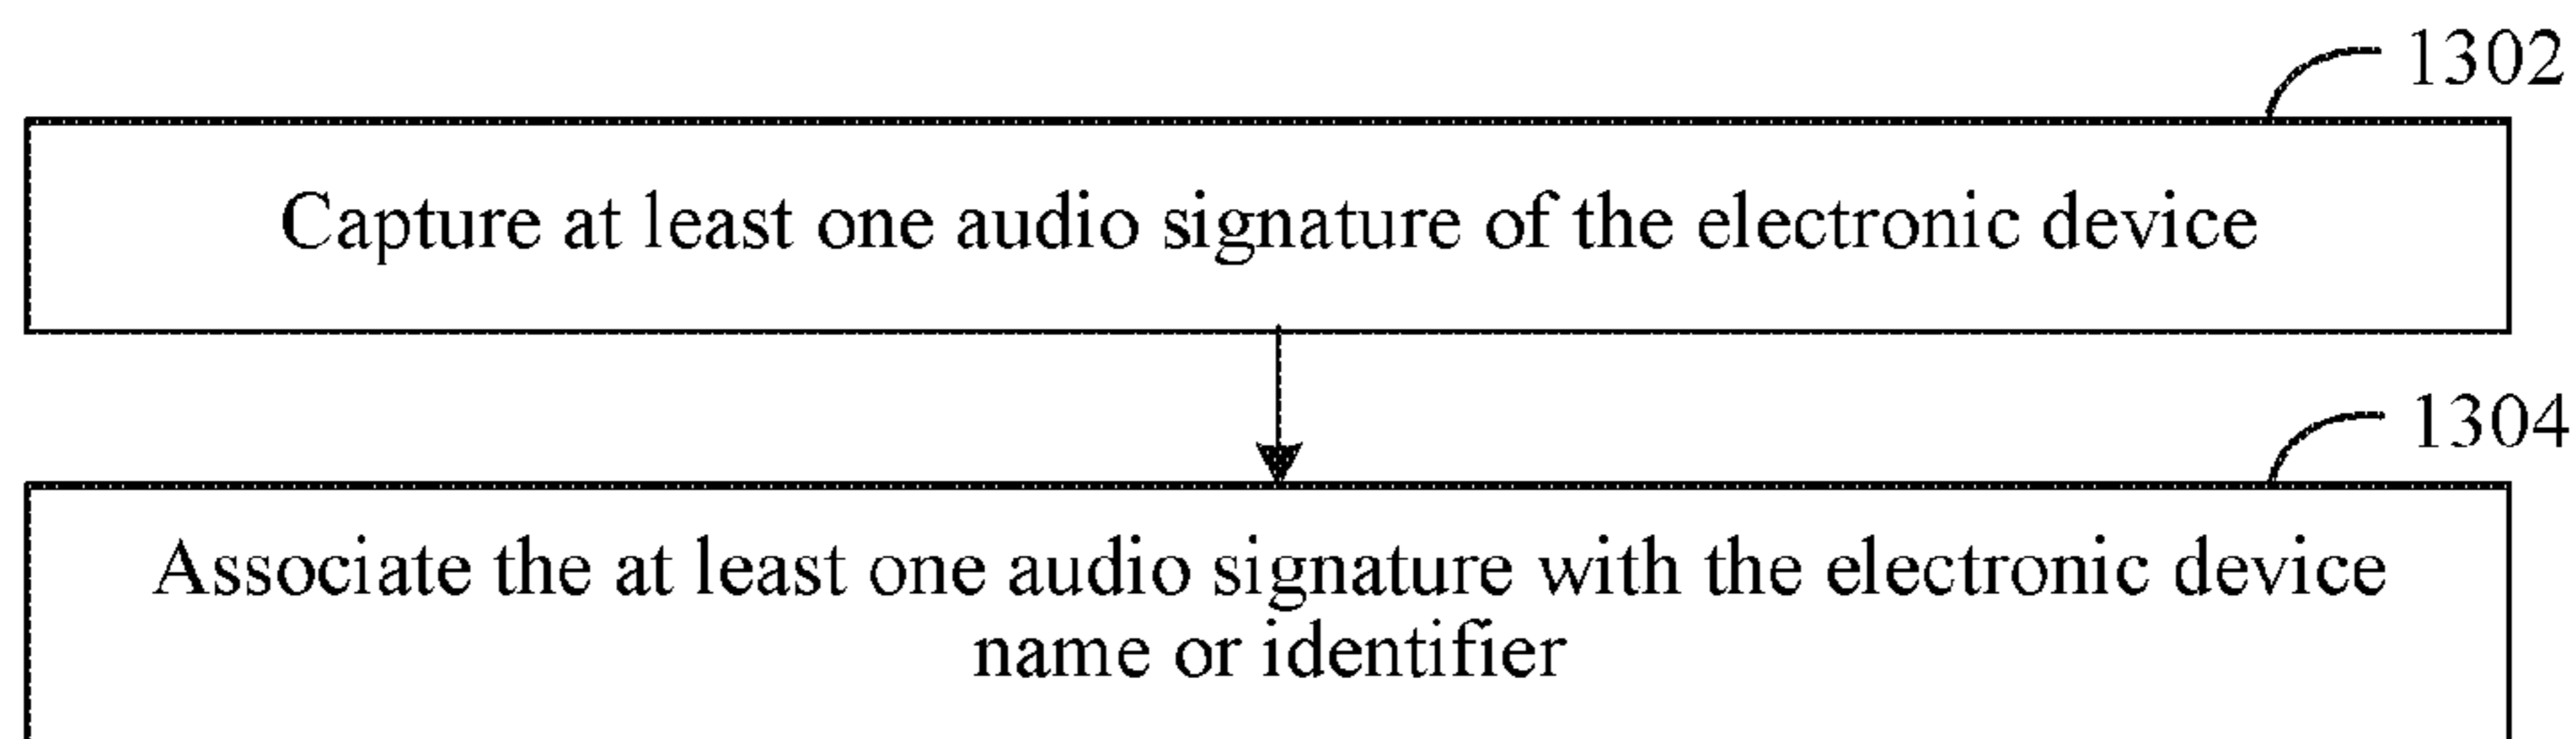 1302
Capture at least one audio signature of the electronic device
1304
Associate the at least one audio signature with the electronic device
name or identifier